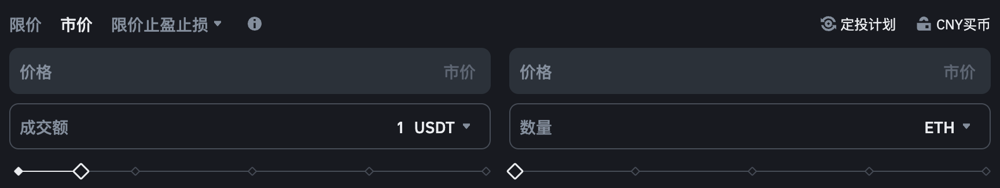 限价 市价 限价止盈止损 定投计划 CNY买币
价格 市价 价格 市价
成交额 1 USDT 数量 ETH